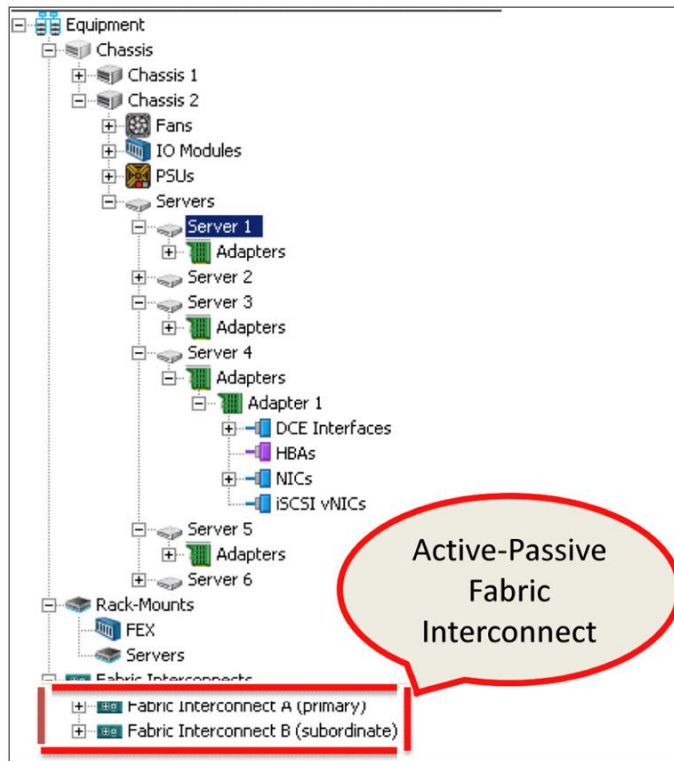 Equipment
Chassis
Chassis 1
Chassis 2
Fans
IO Modules
PSUs
Servers
Server 1
Adapters
Server 2
Server 3
Adapters
Server 4
Adapters
Adapter 1
DCE Interfaces
HBAs
NICs
iSCSI vNICs
Server 5
Adapters
Server 6
Rack-Mounts
FEX
Servers
Fabric Interconnects
Fabric Interconnect A (primary)
Fabric Interconnect B (subordinate)
Active-Passive
Fabric
Interconnect